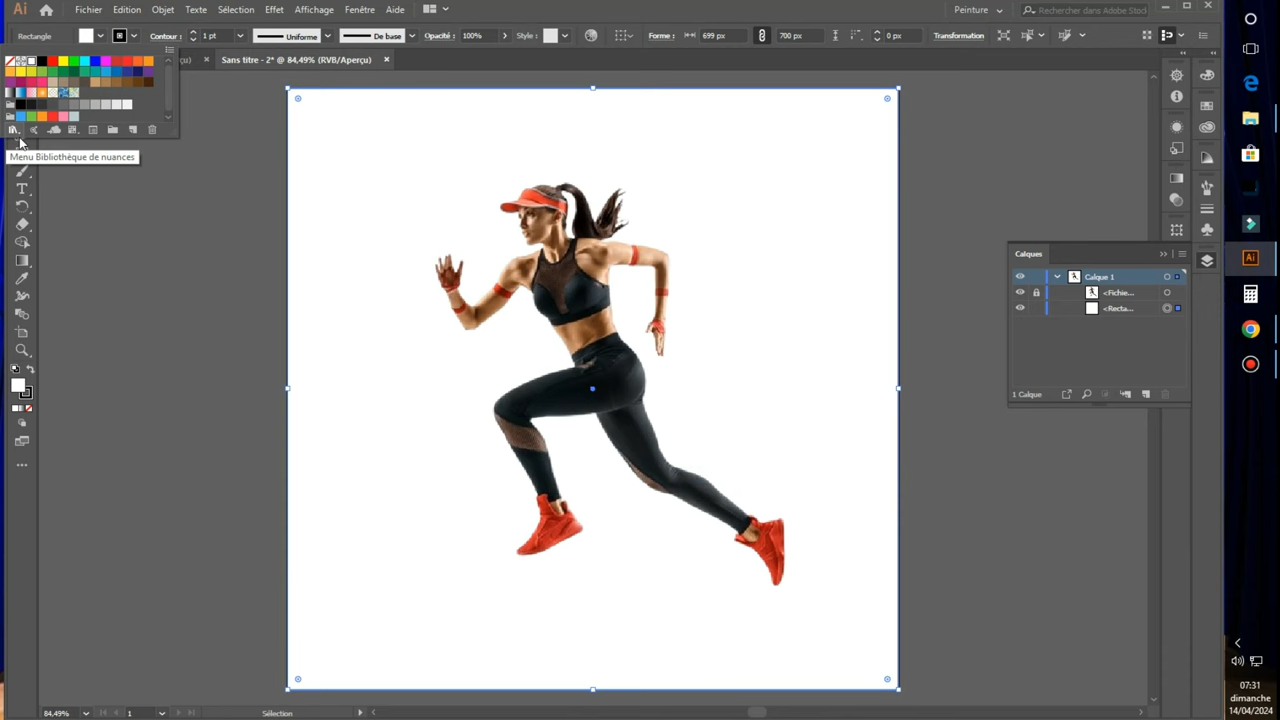 Ai
Fichier Edition Objet Texte Sélection Effet Affichage Fenêtre Aide
Peinture
Rechercher dans Adobe Stock
Rectangle
Contour : 1 pt
Uniforme
De base
Opacité : 100%
Style :
Forme : 699 px
700 px
0 px
Transformation
Sans titre - 2* @ 84,49% (RVB/Aperçu) ×
Menu Bibliothèque de nuances
T
Calques
Calque 1
<Fichie...
<Recta...
1 Calque
Ai
84,49%
1
Sélection
07:31
dimanche
14/04/2024